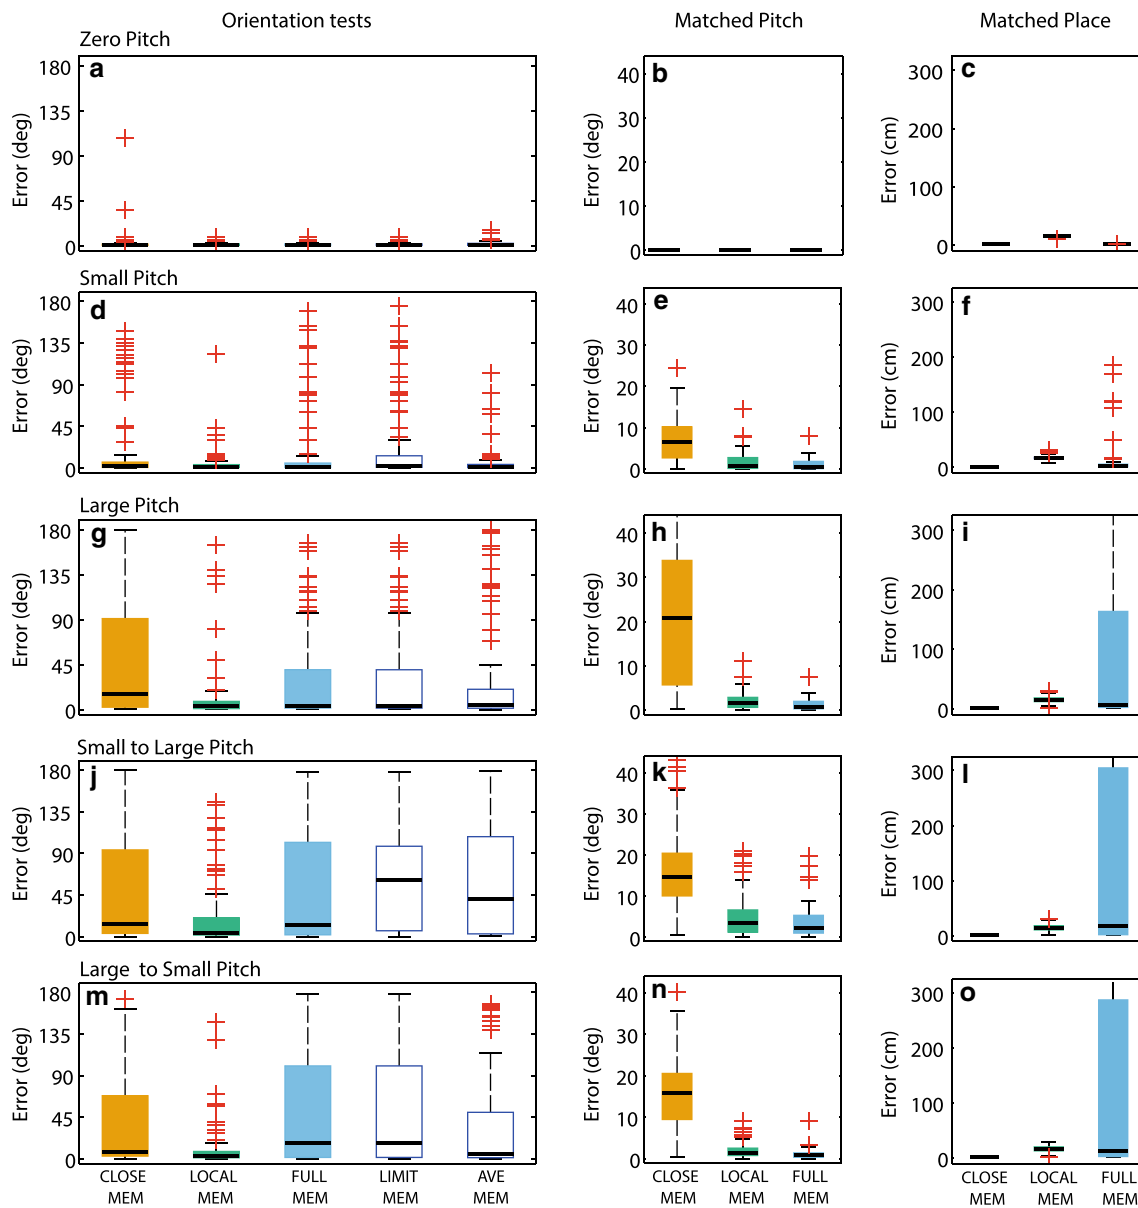 Orientation tests
Matched Pitch
Matched Place
Zero Pitch
a
180
135
90
45
0
Error (deg)
b
40
30
20
10
0
Error (deg)
c
300
200
100
0
Error (cm)
Small Pitch
d
180
135
90
45
0
Error (deg)
e
40
30
20
10
0
Error (deg)
f
300
200
100
0
Error (cm)
Large Pitch
g
180
135
90
45
0
Error (deg)
h
40
30
20
10
0
Error (deg)
i
300
200
100
0
Error (cm)
Small to Large Pitch
j
180
135
90
45
0
Error (deg)
k
40
30
20
10
0
Error (deg)
l
300
200
100
0
Error (cm)
Large to Small Pitch
m
180
135
90
45
0
Error (deg)
n
40
30
20
10
0
Error (deg)
o
300
200
100
0
Error (cm)
CLOSE MEM
LOCAL MEM
FULL MEM
LIMIT MEM
AVE MEM
CLOSE MEM
LOCAL MEM
FULL MEM
CLOSE MEM
LOCAL MEM
FULL MEM